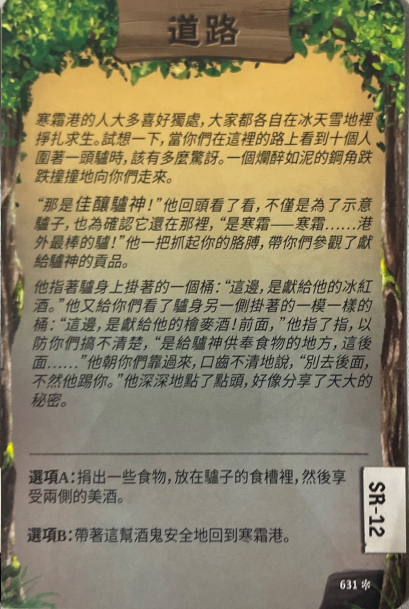 道路
寒霜港的人大多喜好獨處，大家都各自在冰天雪地裡
掙扎求生。試想一下，當你們在這裡的路上看到十個人
圍著一頭驢時，該有多麼驚訝。一個爛醉如泥的鋼角跌
跌撞撞地向你們走來。
“那是佳釀驢神！”他回頭看了看，不僅是為了示意
驢子，也為確認它還在那裡，“是寒霜——寒霜……港
外最棒的驢！”他一把抓起你的胳膊，帶你們參觀了獻
給驢神的貢品。
他指著驢身上掛著的一個桶：“這邊，是獻給他的冰紅
酒。”他又給你們看了驢身另一側掛著的一模一樣的
桶：“這邊，是獻給他的槍麥酒！前面，”他指了指，以
防你們搞不清楚，“是給驢神供奉食物的地方，這後
面……”他朝你們靠過來，口齒不清地說，“別去後面，
不然他踢你。”他深深地點了點頭，好像分享了天大的
秘密。
選項A：捐出一些食物，放在驢子的食槽裡，然後享
受兩側的美酒。
選項B：帶著這幫酒鬼安全地回到寒霜港。
SR-12
631